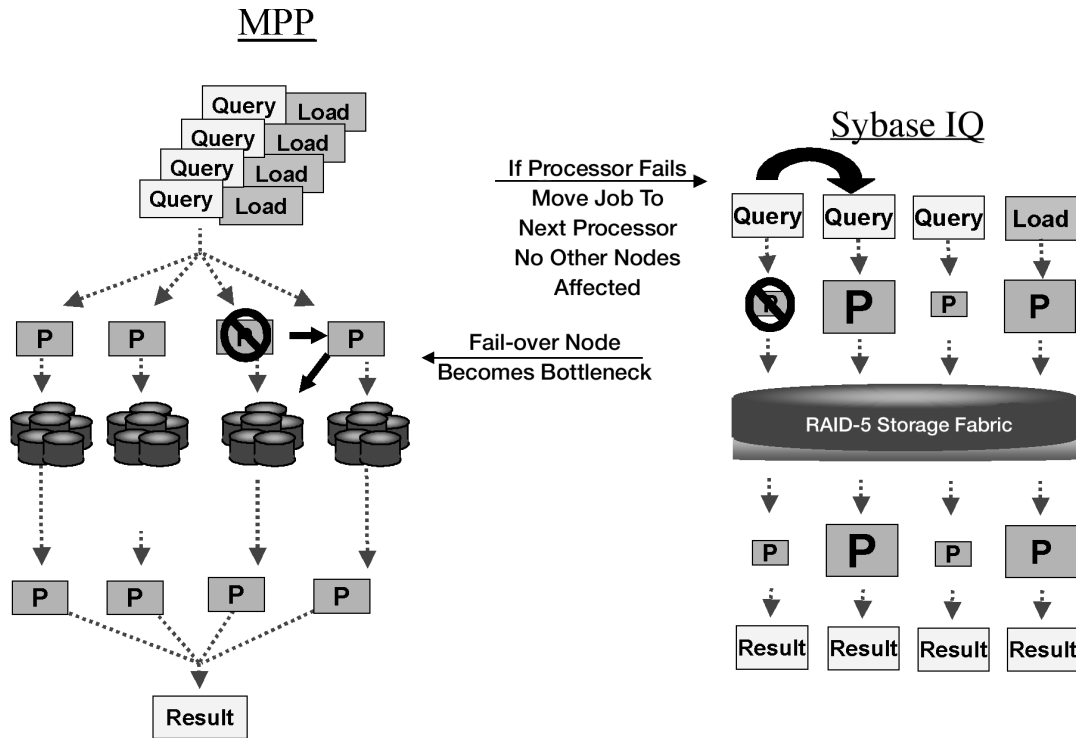 MPP
Query Load
Query Load
Query Load
Query Load
P P P P
P P P P
Result
If Processor Fails
Move Job To
Next Processor
No Other Nodes
Affected
Fail-over Node
Becomes Bottleneck
Sybase IQ
Query Query Query Load
P P P P
RAID-5 Storage Fabric
P P P P
Result Result Result Result